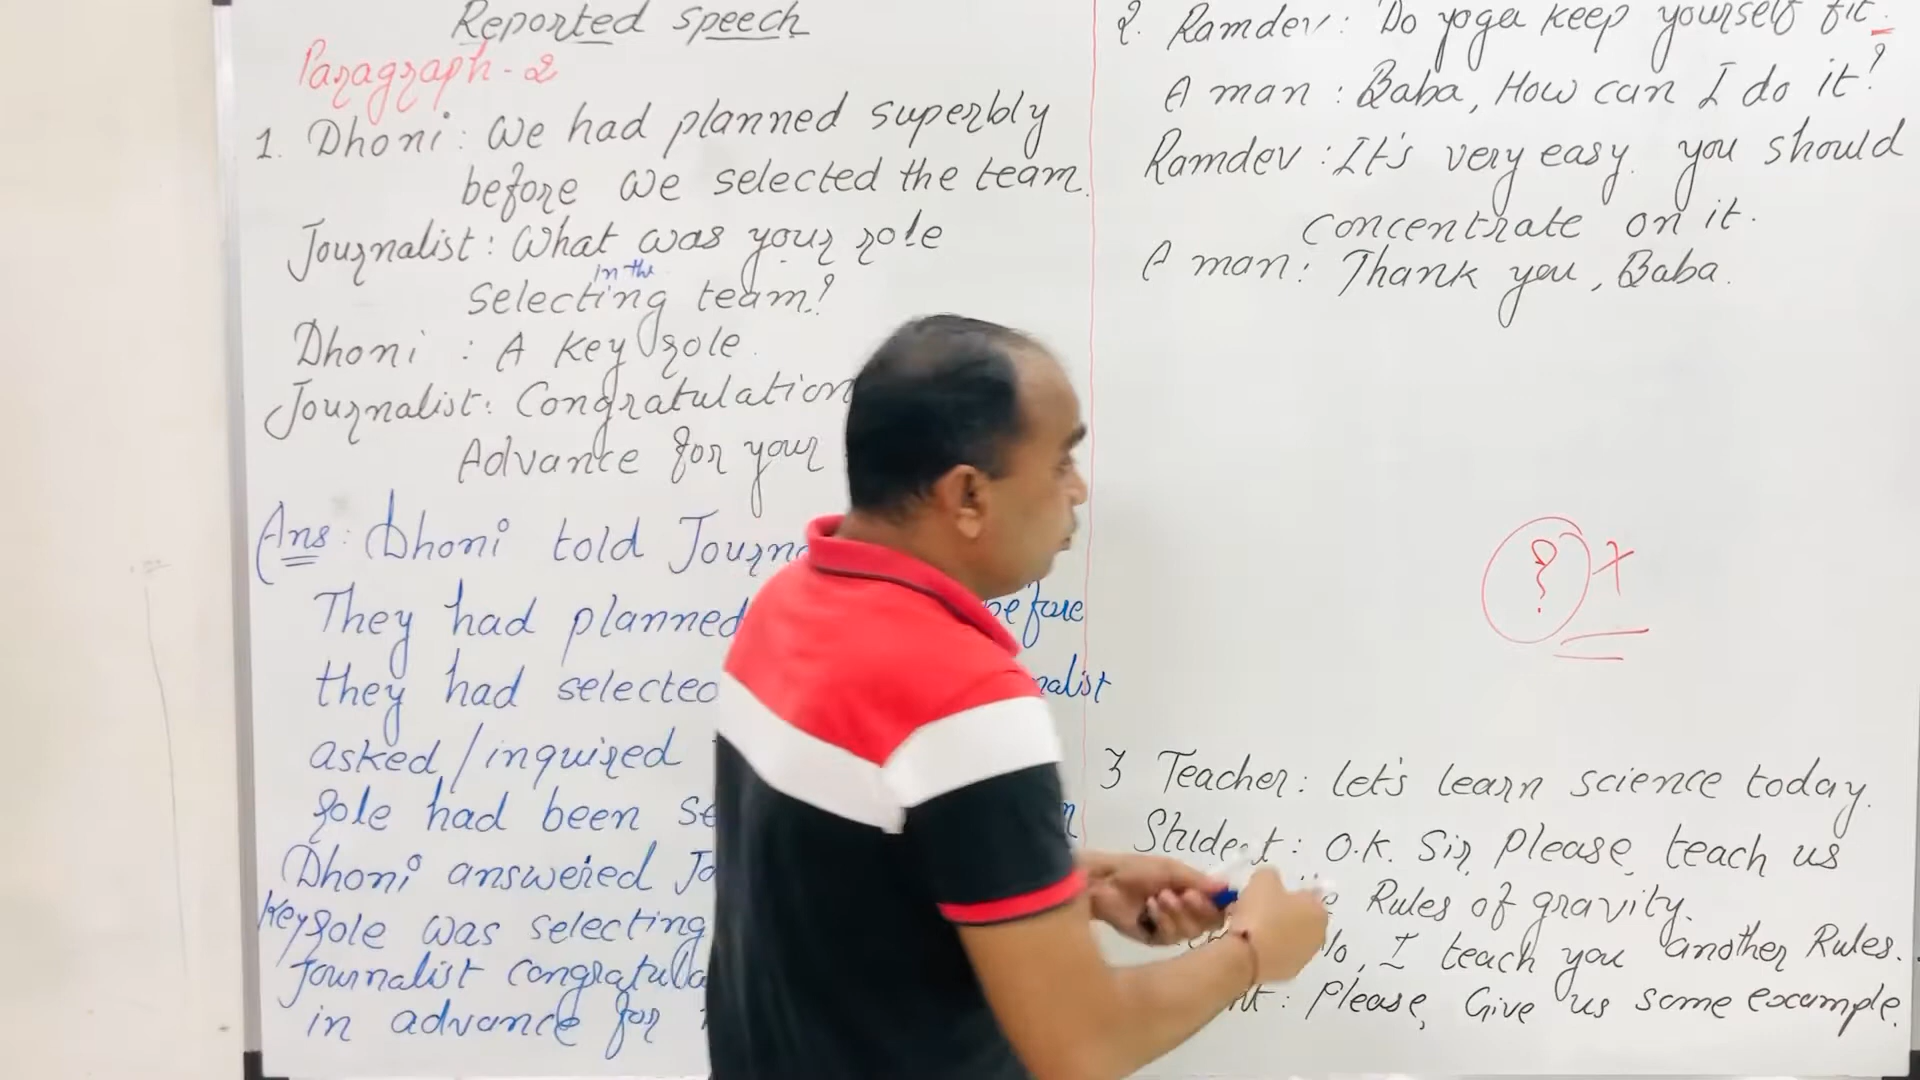 Reported speech
Paragraph-2
1. Dhoni: We had planned superbly
before we selected the team.
Journalist: What was your role
in the
Selecting team?
Dhoni : A key role.
Journalist: Congratulation
Advance for your
Ans: Dhoni told
They had planned before
they had selected
asked/inquired
role had been
Dhoni answered
Key role was selecting
Journalist
in advance for
2. Ramdev: Do yoga keep yourself fit.
A man : Baba, How can I do it?
Ramdev : It's very easy. you should
concentrate on it.
A man: Thank you, Baba.
?
3 Teacher: Let's learn science today.
Student: O.K. Sir, Please, teach us
Rules of gravity.
I teach you another Rules.
: Please, Give us some example.